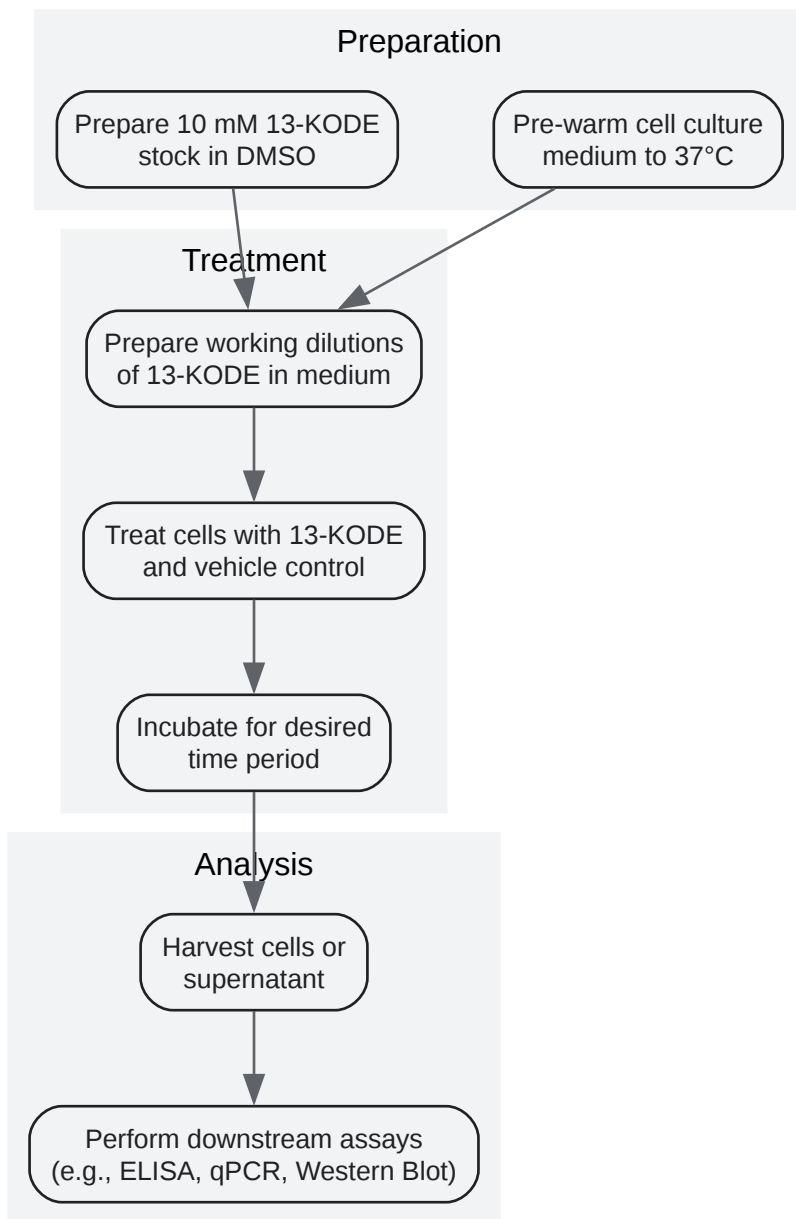 Preparation
Prepare 10 mM 13-KODE
stock in DMSO
Pre-warm cell culture
medium to 37°C
Treatment
Prepare working dilutions
of 13-KODE in medium
Treat cells with 13-KODE
and vehicle control
Incubate for desired
time period
Analysis
Harvest cells or
supernatant
Perform downstream assays
(e.g., ELISA, qPCR, Western Blot)